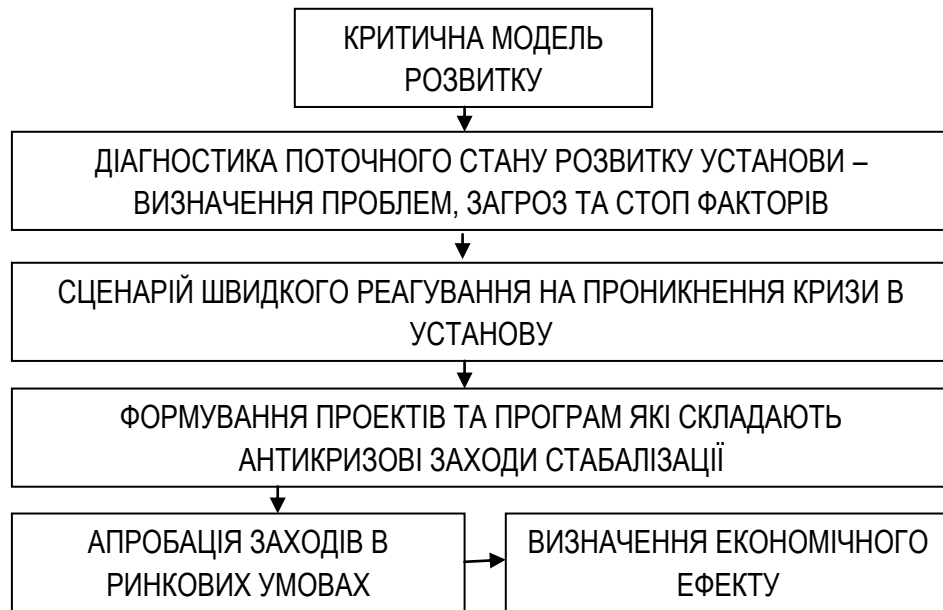 КРИТИЧНА МОДЕЛЬ
РОЗВИТКУ
ДІАГНОСТИКА ПОТОЧНОГО СТАНУ РОЗВИТКУ УСТАНОВИ –
ВИЗНАЧЕННЯ ПРОБЛЕМ, ЗАГРОЗ ТА СТОП ФАКТОРІВ
СЦЕНАРІЙ ШВИДКОГО РЕАГУВАННЯ НА ПРОНИКНЕННЯ КРИЗИ В
УСТАНОВУ
ФОРМУВАННЯ ПРОЕКТІВ ТА ПРОГРАМ ЯКІ СКЛАДАЮТЬ
АНТИКРИЗОВІ ЗАХОДИ СТАБАЛІЗАЦІЇ
АПРОБАЦІЯ ЗАХОДІВ В
РИНКОВИХ УМОВАХ
ВИЗНАЧЕННЯ ЕКОНОМІЧНОГО
ЕФЕКТУ